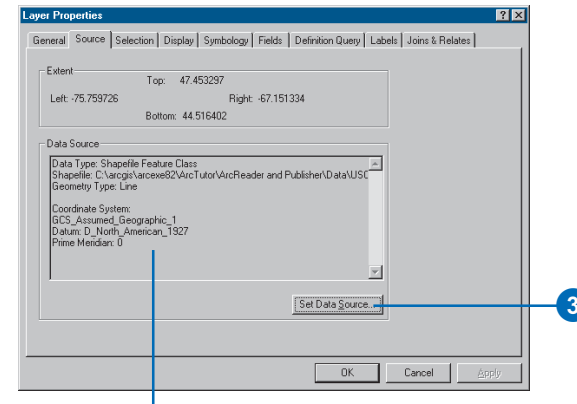 Layer Properties
General Source Selection Display Symbology Fields Definition Query Labels Joins & Relates
Extent
Top: 47.453297
Left: -75.759726 Right: -67.151334
Bottom: 44.516402
Data Source
Data Type: Shapefile Feature Class
Shapefile: C:\arcgis\arcexe82\ArcTutor\ArcReader and Publisher\Data\USC
Geometry Type: Line
Coordinate System:
GCS_Assumed_Geographic_1
Datum: D_North_American_1927
Prime Meridian: 0
Set Data Source...
3
OK Cancel Apply